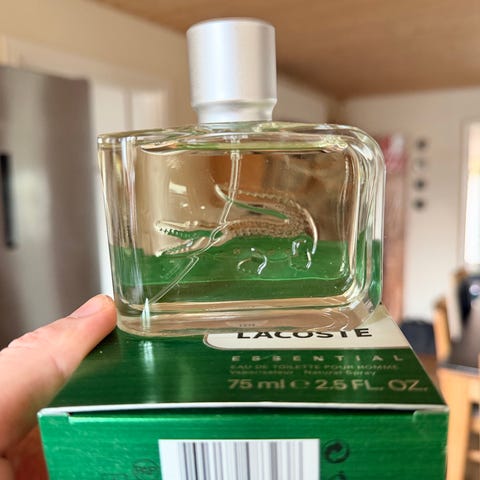 LACOSTE
ESSENTIAL
EAU DE TOILETTE POUR HOMME
Vaporisateur Natural Spray
75 ml e 2.5 FL. OZ.